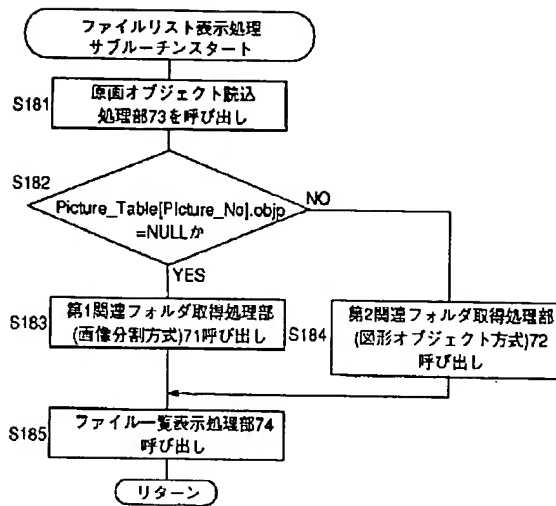 ファイルリスト表示処理
サブルーチンスタート
S181
原画オブジェクト読込
処理部73を呼び出し
S182
Picture_Table[Picture_No].objp
=NULLか
NO
YES
S183
第1関連フォルダ取得処理部
(画像分割方式)71呼び出し
S184
第2関連フォルダ取得処理部
(図形オブジェクト方式)72
呼び出し
S185
ファイル一覧表示処理部74
呼び出し
リターン